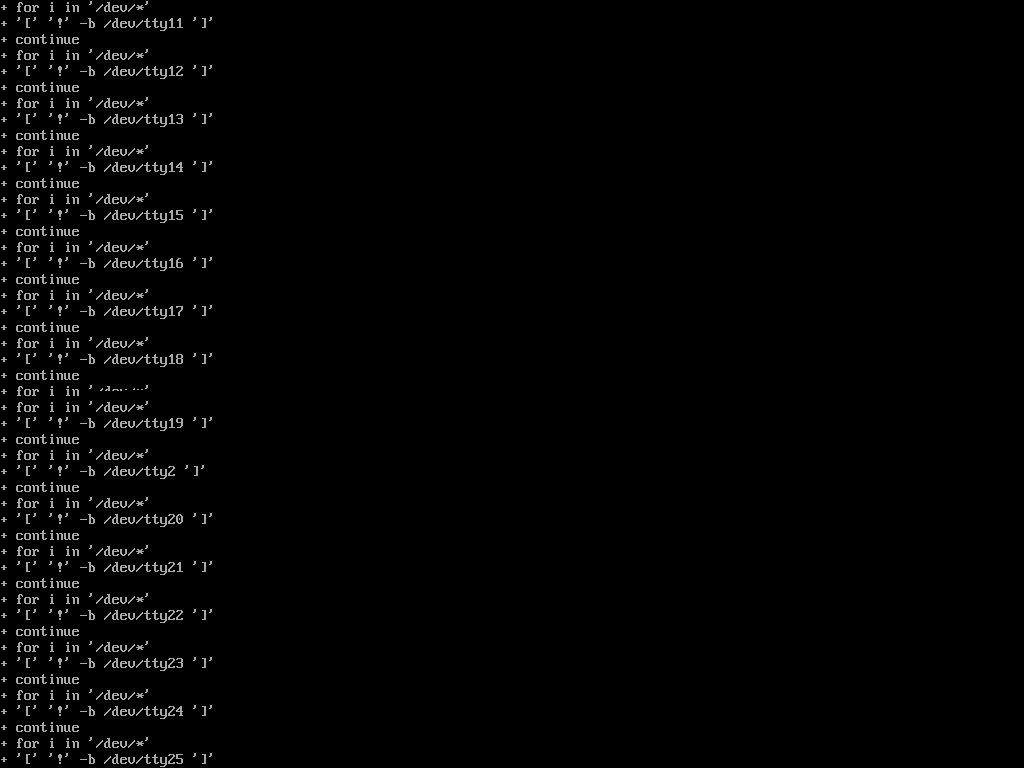 + for i in '/dev/*'
+ '[' '!' -b /dev/tty11 ']'
+ continue
+ for i in '/dev/*'
+ '[' '!' -b /dev/tty12 ']'
+ continue
+ for i in '/dev/*'
+ '[' '!' -b /dev/tty13 ']'
+ continue
+ for i in '/dev/*'
+ '[' '!' -b /dev/tty14 ']'
+ continue
+ for i in '/dev/*'
+ '[' '!' -b /dev/tty15 ']'
+ continue
+ for i in '/dev/*'
+ '[' '!' -b /dev/tty16 ']'
+ continue
+ for i in '/dev/*'
+ '[' '!' -b /dev/tty17 ']'
+ continue
+ for i in '/dev/*'
+ '[' '!' -b /dev/tty18 ']'
+ continue
+ for i in
+ for i in '/dev/*'
+ '[' '!' -b /dev/tty19 ']'
+ continue
+ for i in '/dev/*'
+ '[' '!' -b /dev/tty2 ']'
+ continue
+ for i in '/dev/*'
+ '[' '!' -b /dev/tty20 ']'
+ continue
+ for i in '/dev/*'
+ '[' '!' -b /dev/tty21 ']'
+ continue
+ for i in '/dev/*'
+ '[' '!' -b /dev/tty22 ']'
+ continue
+ for i in '/dev/*'
+ '[' '!' -b /dev/tty23 ']'
+ continue
+ for i in '/dev/*'
+ '[' '!' -b /dev/tty24 ']'
+ continue
+ for i in '/dev/*'
+ '[' '!' -b /dev/tty25 ']'